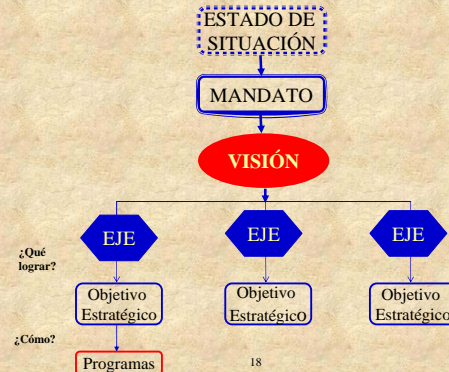 ESTADO DE
SITUACIÓN
MANDATO
VISIÓN
EJE
EJE
EJE
¿Qué
lograr?
Objetivo
Estratégico
Objetivo
Estratégico
Objetivo
Estratégico
¿Cómo?
Programas
18